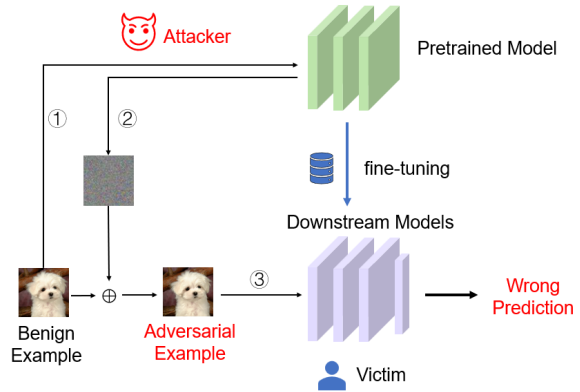 Attacker
Pretrained Model
①
②
fine-tuning
Downstream Models
③
Benign
Example
Adversarial
Example
Wrong
Prediction
Victim